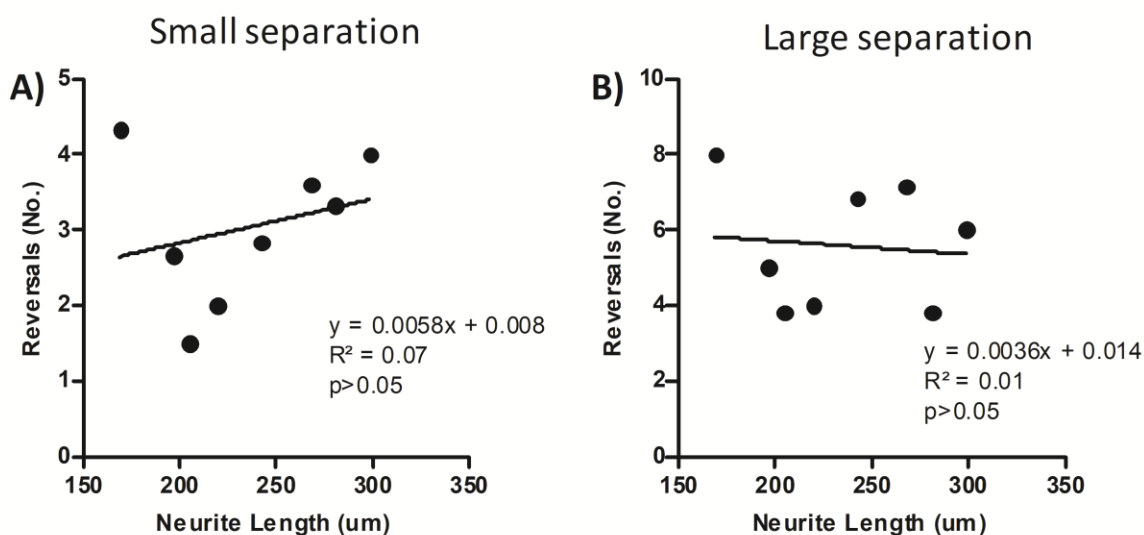 Small separation
A)
5
4
3
2
1
0
Reversals (No.)
y = 0.0058x + 0.008
R² = 0.07
p>0.05
150 200 250 300 350
Neurite Length (um)
Large separation
B)
10
8
6
4
2
0
Reversals (No.)
y = 0.0036x + 0.014
R² = 0.01
p>0.05
150 200 250 300 350
Neurite Length (um)